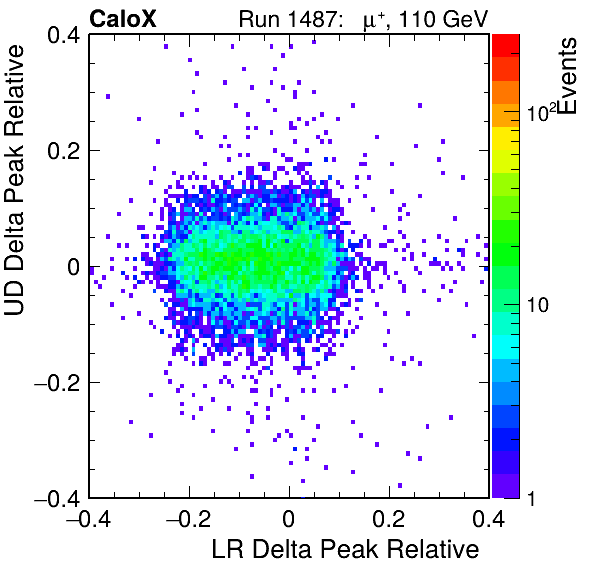 CaloX Run 1487: μ⁺, 110 GeV
UD Delta Peak Relative
0.4
0.2
0
−0.2
−0.4
−0.4 −0.2 0 0.2 0.4
LR Delta Peak Relative
Events
10²
10
1